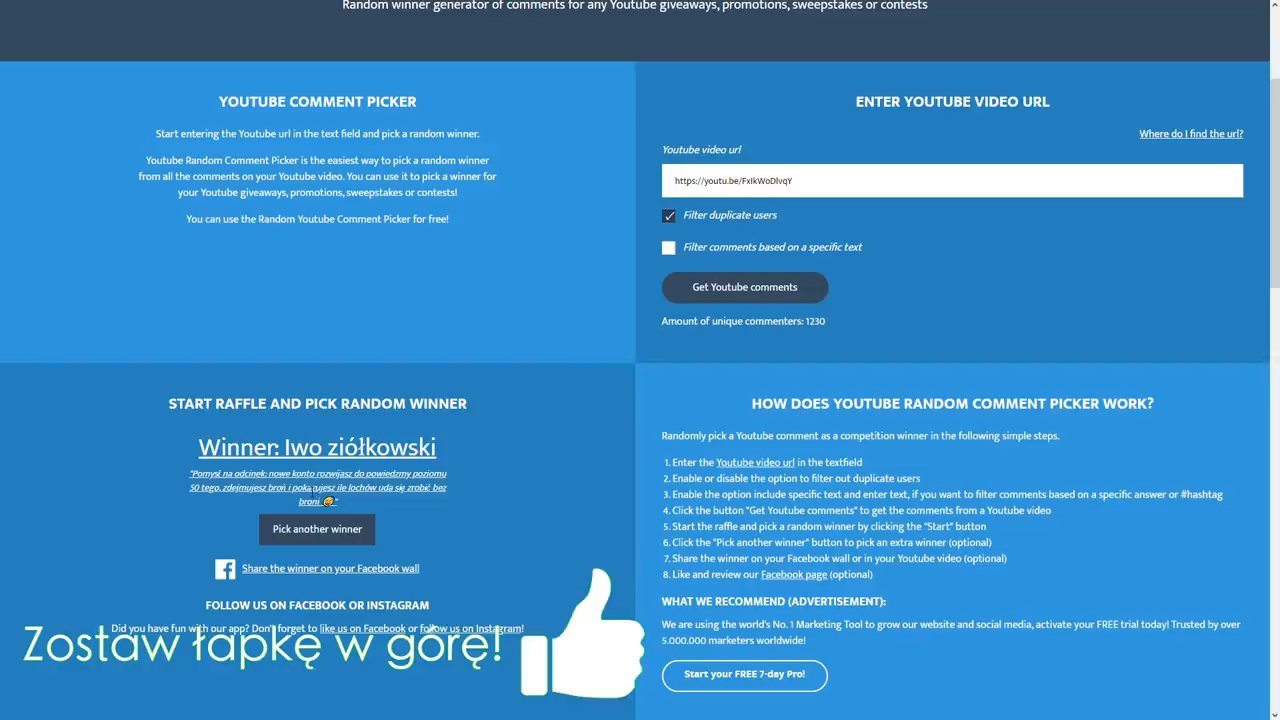 Random winner generator of comments for any Youtube giveaways, promotions, sweepstakes or contests
YOUTUBE COMMENT PICKER
Start entering the Youtube url in the text field and pick a random winner.
Youtube Random Comment Picker is the easiest way to pick a random winner
from all the comments on your Youtube video. You can use it to pick a winner for
your Youtube giveaways, promotions, sweepstakes or contests!
You can use the Random Youtube Comment Picker for free!
ENTER YOUTUBE VIDEO URL
Where do I find the url?
Youtube video url
https://youtu.be/FxIkWoDlvqY
Filter duplicate users
Filter comments based on a specific text
Get Youtube comments
Amount of unique commenters: 1230
START RAFFLE AND PICK RANDOM WINNER
Winner: Iwo ziółkowski
"Pomysł na odcinek: nowe konto rozwijasz do powiedzmy poziomu
50 tego, zdejmujesz broń i pokazujesz ile lochów uda się zrobić bez
broni 😅"
Pick another winner
Share the winner on your Facebook wall
FOLLOW US ON FACEBOOK OR INSTAGRAM
Did you have fun with our app? Don't forget to like us on Facebook or follow us on Instagram!
Zostaw łapkę w górę!
HOW DOES YOUTUBE RANDOM COMMENT PICKER WORK?
Randomly pick a Youtube comment as a competition winner in the following simple steps.
1. Enter the Youtube video url in the textfield
2. Enable or disable the option to filter out duplicate users
3. Enable the option include specific text and enter text, if you want to filter comments based on a specific answer or #hashtag
4. Click the button "Get Youtube comments" to get the comments from a Youtube video
5. Start the raffle and pick a random winner by clicking the "Start" button
6. Click the "Pick another winner" button to pick an extra winner (optional)
7. Share the winner on your Facebook wall or in your Youtube video (optional)
8. Like and review our Facebook page (optional)
WHAT WE RECOMMEND (ADVERTISEMENT):
We are using the world's No. 1 Marketing Tool to grow our website and social media, activate your FREE trial today! Trusted by over
5.000.000 marketers worldwide!
Start your FREE 7-day Pro!